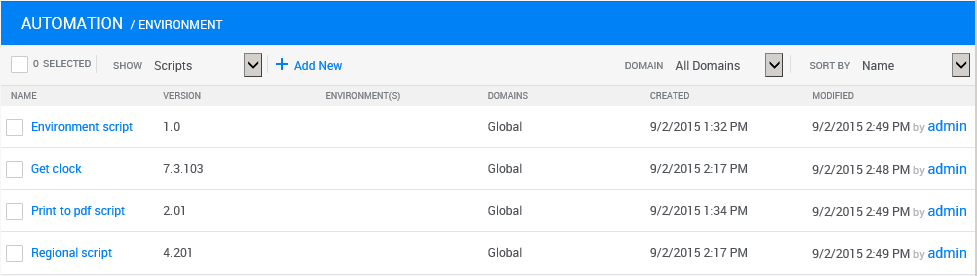 AUTOMATION / ENVIRONMENT
0 SELECTED SHOW Scripts + Add New DOMAIN All Domains SORT BY Name
NAME VERSION ENVIRONMENT(S) DOMAINS CREATED MODIFIED
Environment script 1.0 Global 9/2/2015 1:32 PM 9/2/2015 2:49 PM by admin
Get clock 7.3.103 Global 9/2/2015 2:17 PM 9/2/2015 2:48 PM by admin
Print to pdf script 2.01 Global 9/2/2015 1:34 PM 9/2/2015 2:49 PM by admin
Regional script 4.201 Global 9/2/2015 2:17 PM 9/2/2015 2:49 PM by admin